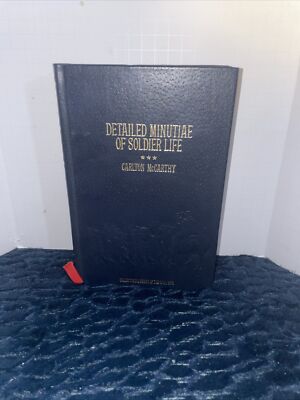 DETAILED MINUTIAE
OF SOLDIER LIFE
★★★
CARLTON McCARTHY